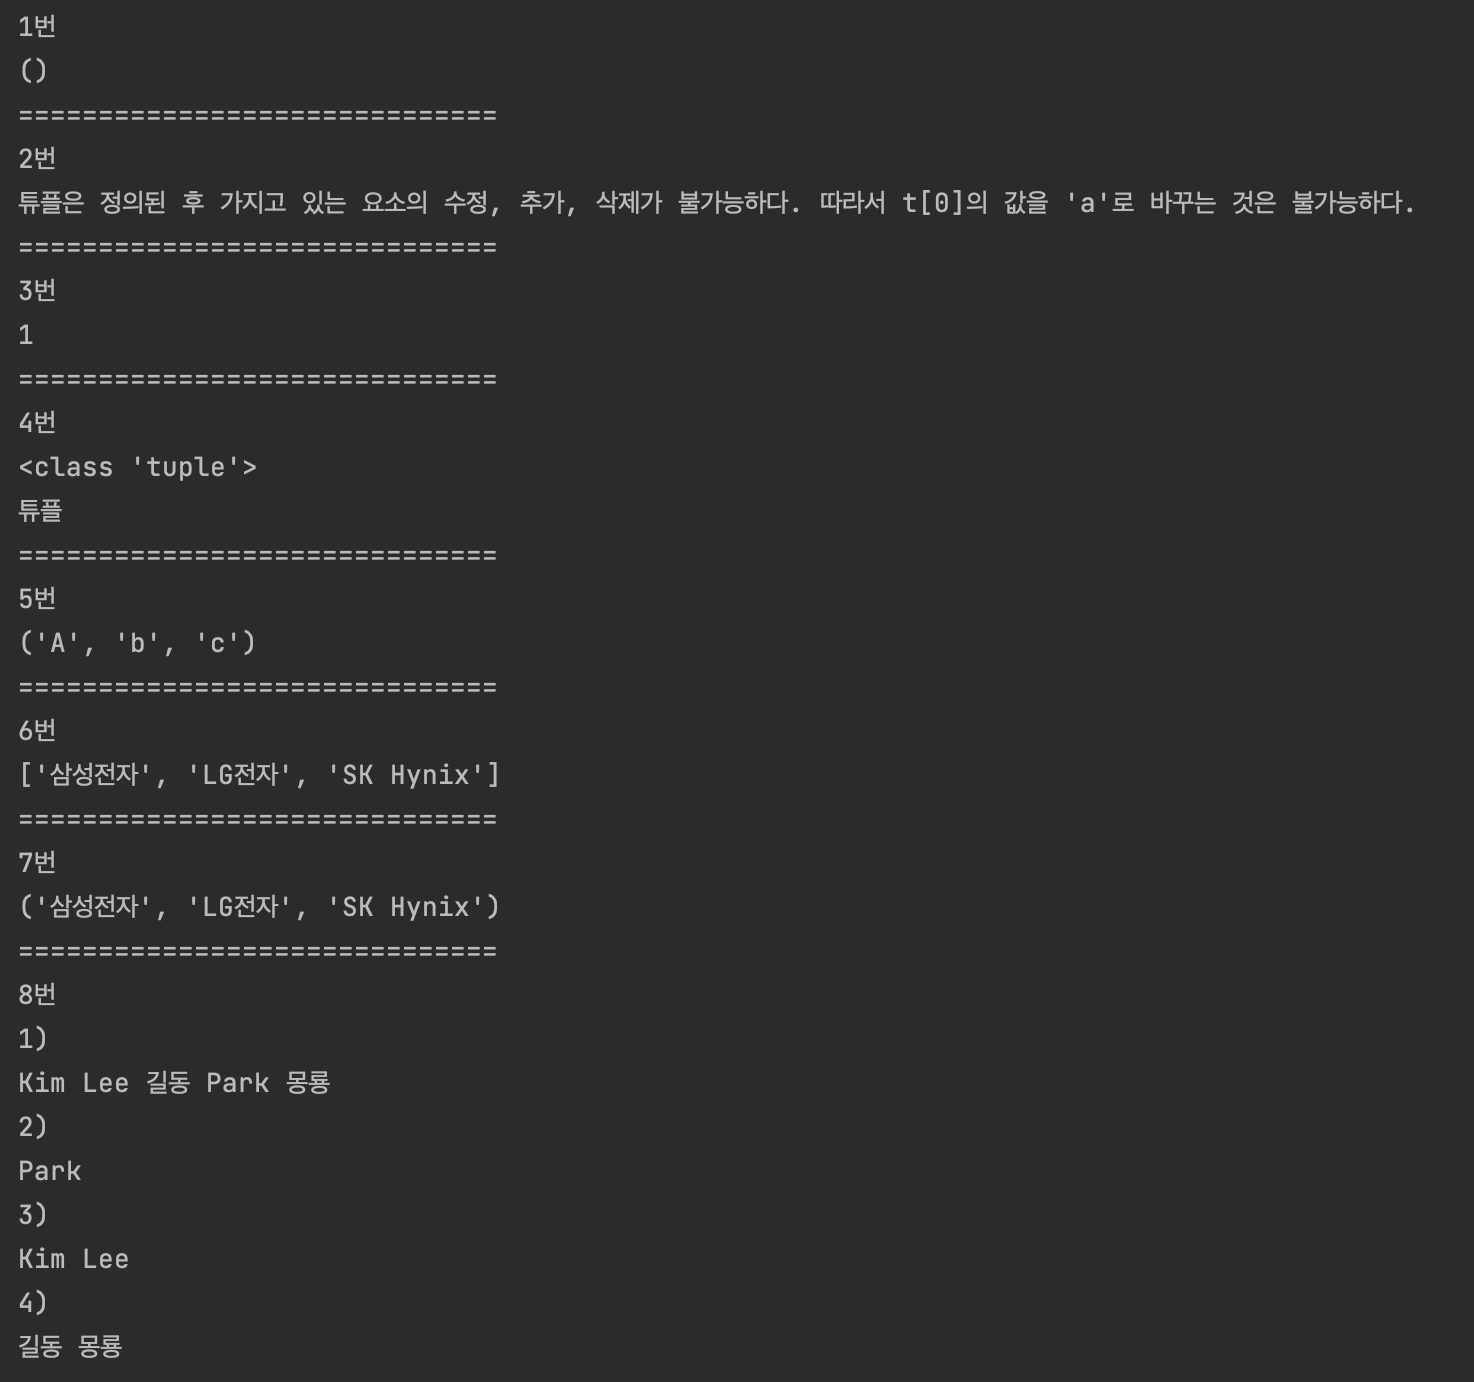 1번
()
==============================
2번
튜플은 정의된 후 가지고 있는 요소의 수정, 추가, 삭제가 불가능하다. 따라서 t[0]의 값을 'a'로 바꾸는 것은 불가능하다.
==============================
3번
1
==============================
4번
<class 'tuple'>
튜플
==============================
5번
('A', 'b', 'c')
==============================
6번
['삼성전자', 'LG전자', 'SK Hynix']
==============================
7번
('삼성전자', 'LG전자', 'SK Hynix')
==============================
8번
1)
Kim Lee 길동 Park 몽룡
2)
Park
3)
Kim Lee
4)
길동 몽룡